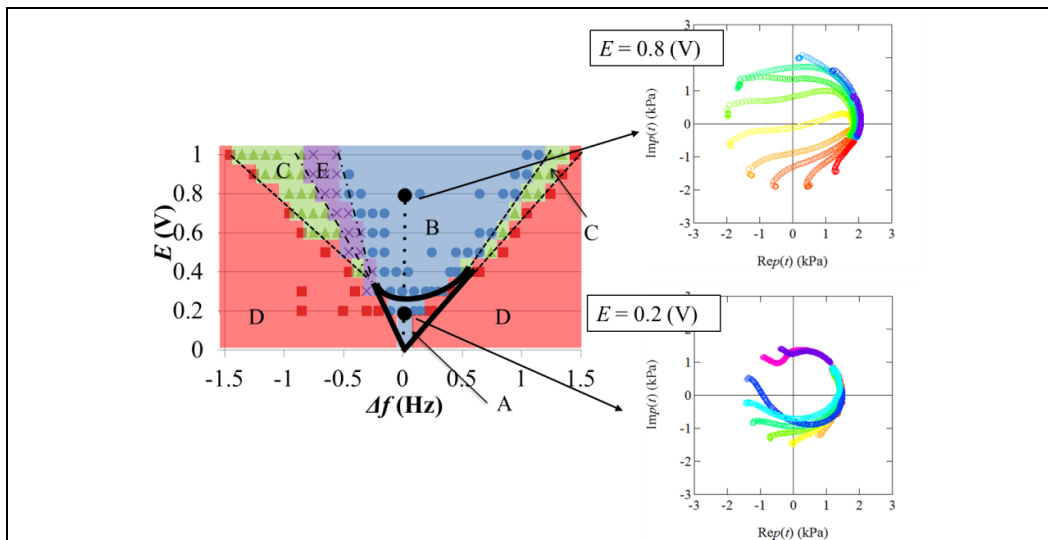 E = 0.8 (V)
3
2
1
0
-1
-2
-3
Imp(t) (kPa)
-3 -2 -1 0 1 2 3
Rep(t) (kPa)
E (V)
1
0.8
0.6
0.4
0.2
0
C E B C
D D
-1.5 -1 -0.5 0 0.5 1 1.5
Δf (Hz)
A
E = 0.2 (V)
3
2
1
0
-1
-2
-3
Imp(t) (kPa)
-3 -2 -1 0 1 2 3
Rep(t) (kPa)